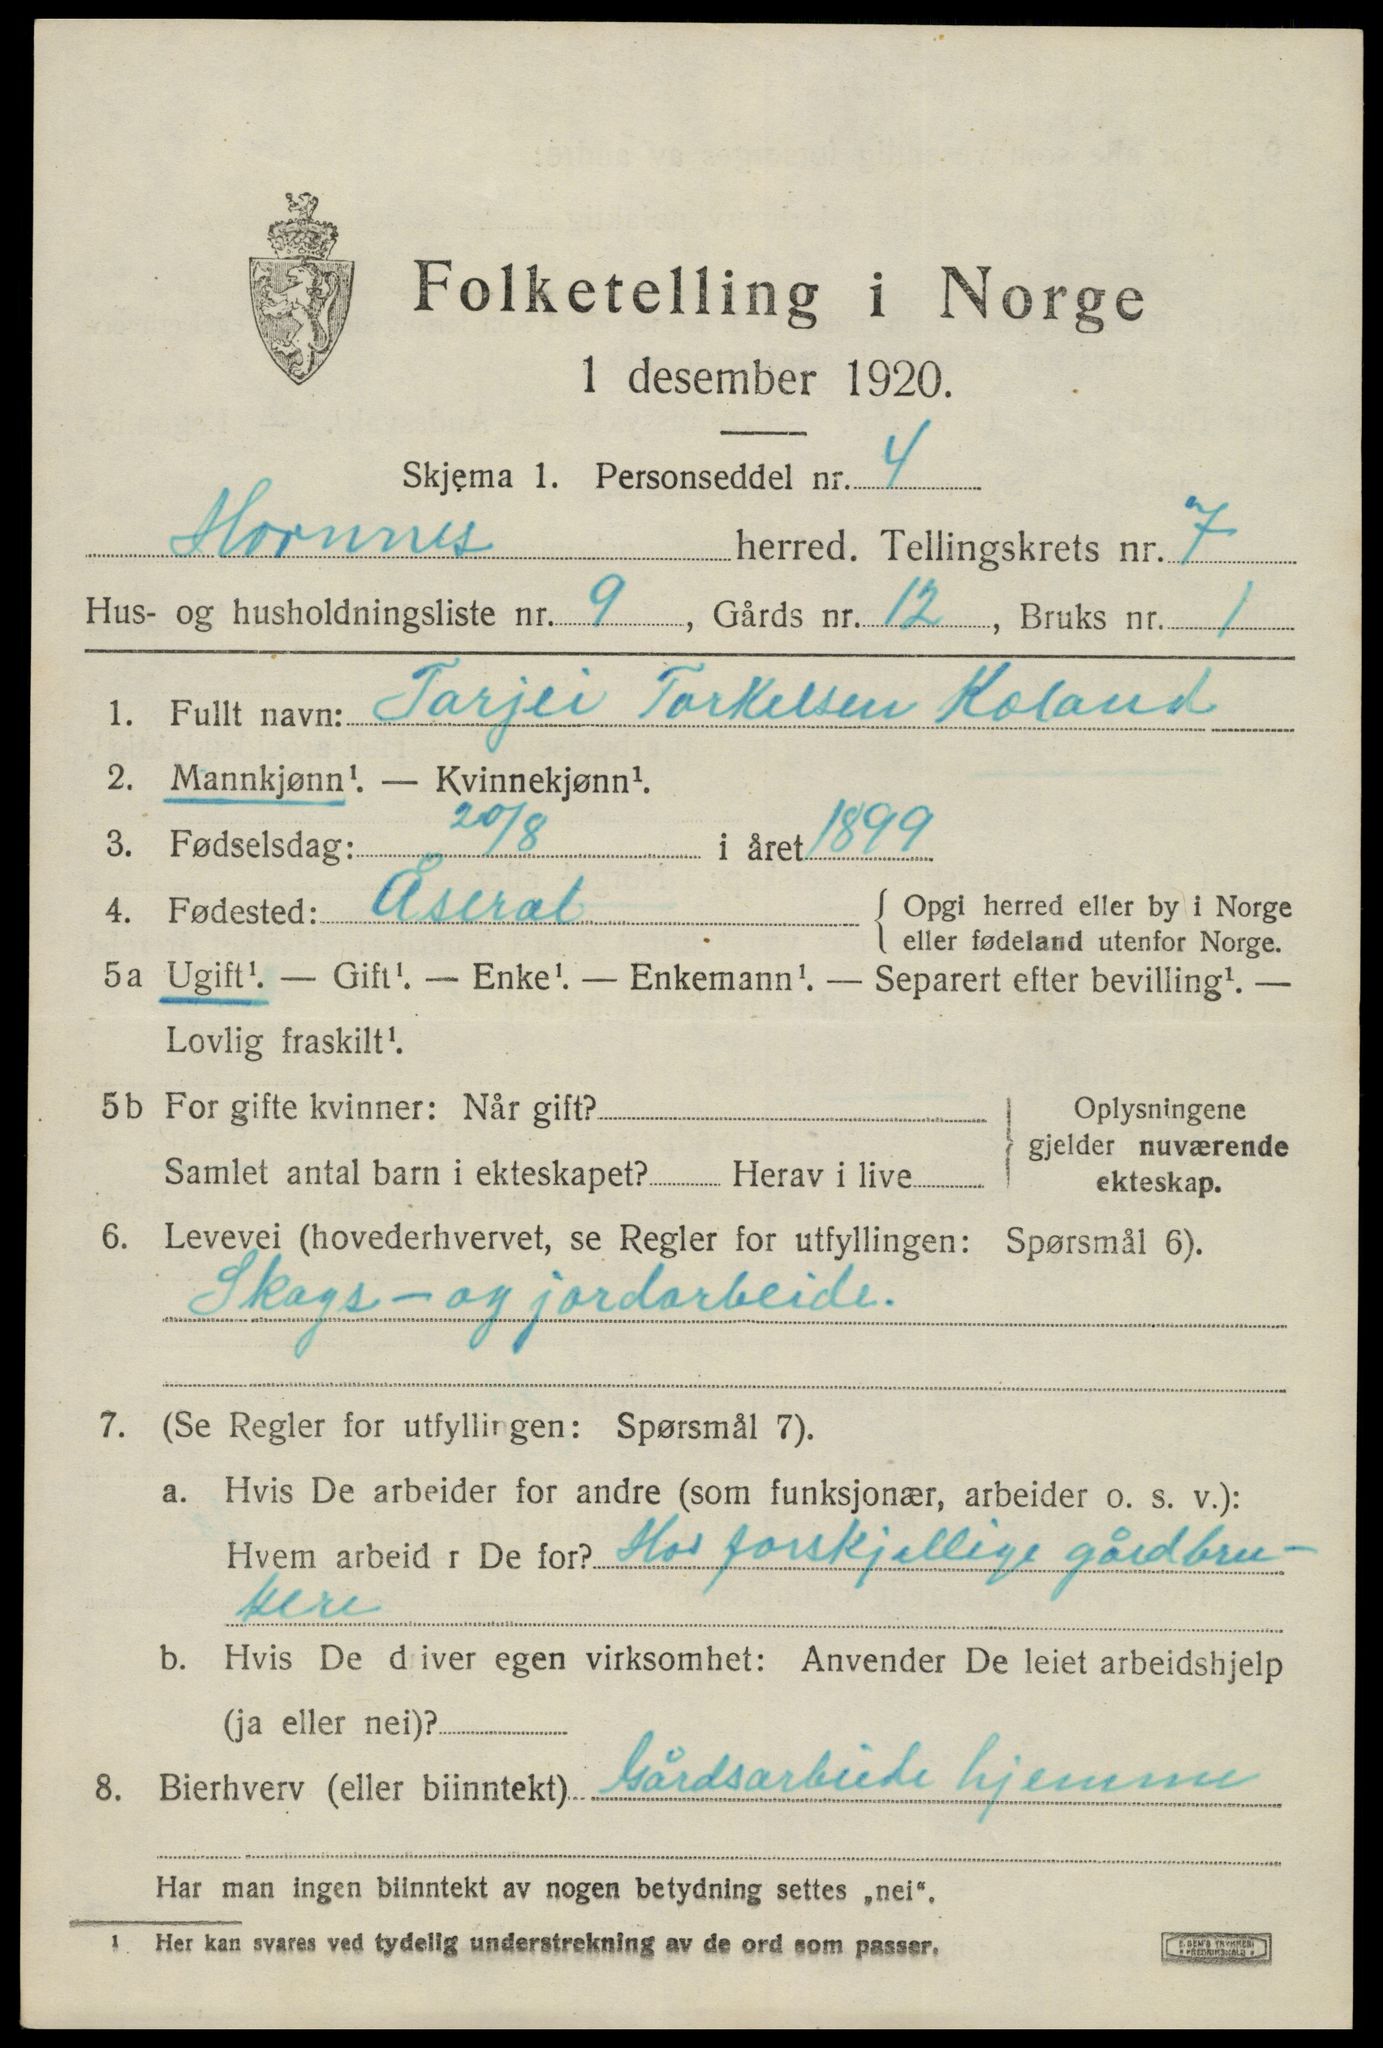 Folketelling i Norge
1 desember 1920.
Skjema 1. Personseddel nr. 4
Hornnes herred. Tellingskrets nr. 7
Hus- og husholdningsliste nr. 9, Gårds nr. 12, Bruks nr. 1
1. Fullt navn: Tarjei Torkelsen Koland
2. Mannkjønn¹. — Kvinnekjønn¹.
3. Fødselsdag: 20/8 i året 1899
4. Fødested: Åseral { Opgi herred eller by i Norge
eller fødeland utenfor Norge.
5a Ugift¹. — Gift¹. — Enke¹. — Enkemann¹. — Separert efter bevilling¹. —
Lovlig fraskilt¹.
5b For gifte kvinner: Når gift? } Oplysningene
gjelder nuværende
Samlet antal barn i ekteskapet? Herav i live
ekteskap.
6. Levevei (hovederhvervet, se Regler for utfyllingen: Spørsmål 6).
Skogs- og jordarbeide.
7. (Se Regler for utfyllingen: Spørsmål 7).
a. Hvis De arbeider for andre (som funksjonær, arbeider o. s. v.):
Hvem arbeid r De for? Hos forskjellige gårdbru-
kere
b. Hvis De d iver egen virksomhet: Anvender De leiet arbeidshjelp
(ja eller nei)?
8. Bierhverv (eller biinntekt) Gårdsarbeide hjemme
Har man ingen biinntekt av nogen betydning settes „nei“.
1 Her kan svares ved tydelig understrekning av de ord som passer.